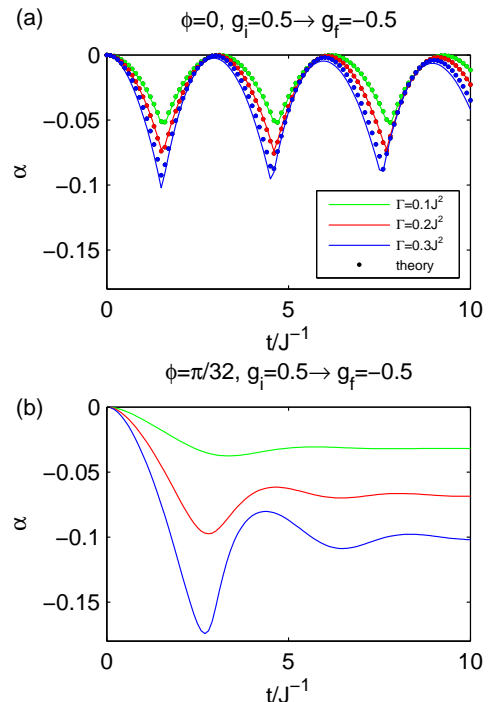 (a)
ϕ=0, g_i=0.5→ g_f=−0.5
0
−0.05
−0.1
−0.15
α
Γ=0.1J²
Γ=0.2J²
Γ=0.3J²
theory
0 5 10
t/J⁻¹
ϕ=π/32, g_i=0.5→ g_f=−0.5
(b)
0
−0.05
−0.1
−0.15
α
0 5 10
t/J⁻¹